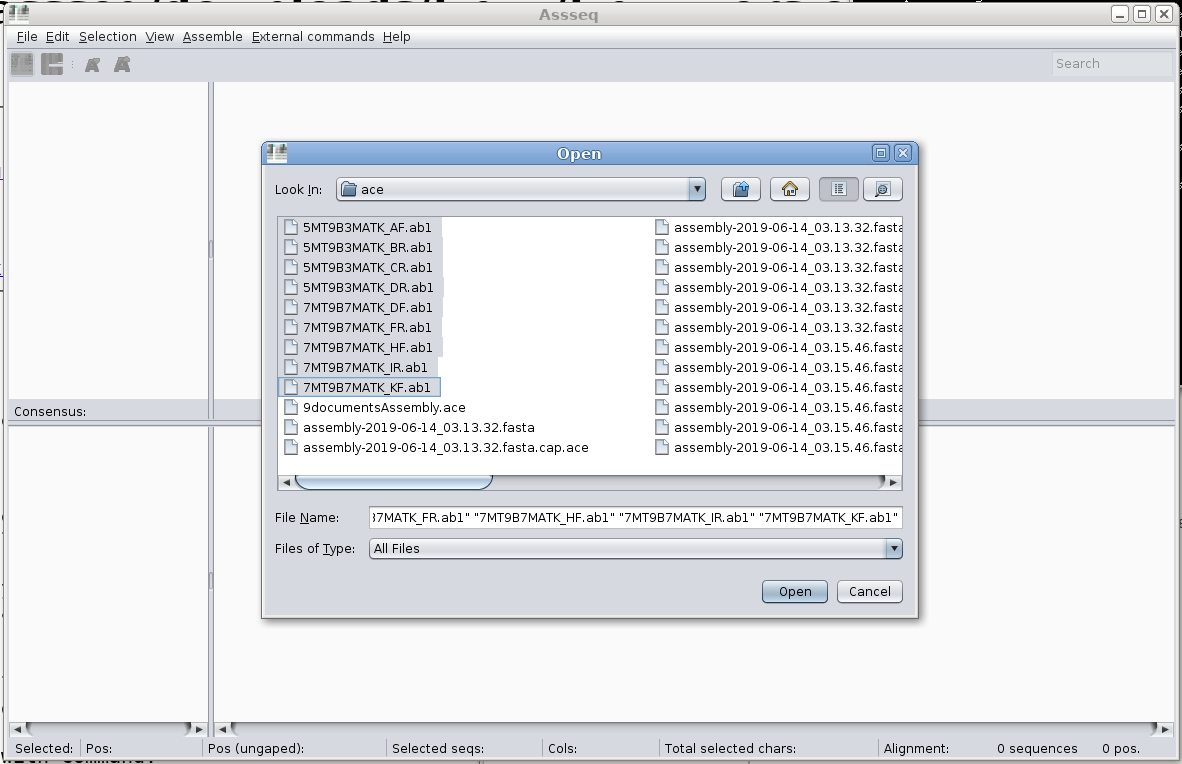 Assseq
File Edit Selection View Assemble External commands Help
Search
Open
Look In: ace
5MT9B3MATK_AF.ab1
5MT9B3MATK_BR.ab1
5MT9B3MATK_CR.ab1
5MT9B3MATK_DR.ab1
7MT9B7MATK_DF.ab1
7MT9B7MATK_FR.ab1
7MT9B7MATK_HF.ab1
7MT9B7MATK_IR.ab1
7MT9B7MATK_KF.ab1
9documentsAssembly.ace
assembly-2019-06-14_03.13.32.fasta
assembly-2019-06-14_03.13.32.fasta.cap.ace
assembly-2019-06-14_03.13.32.fasta
assembly-2019-06-14_03.13.32.fasta
assembly-2019-06-14_03.13.32.fasta
assembly-2019-06-14_03.13.32.fasta
assembly-2019-06-14_03.13.32.fasta
assembly-2019-06-14_03.13.32.fasta
assembly-2019-06-14_03.15.46.fasta
assembly-2019-06-14_03.15.46.fasta
assembly-2019-06-14_03.15.46.fasta
assembly-2019-06-14_03.15.46.fasta
assembly-2019-06-14_03.15.46.fasta
assembly-2019-06-14_03.15.46.fasta
File Name: 7MATK_FR.ab1" "7MT9B7MATK_HF.ab1" "7MT9B7MATK_IR.ab1" "7MT9B7MATK_KF.ab1"
Files of Type: All Files
Open Cancel
Consensus:
Selected: Pos: Pos (ungaped): Selected seqs: Cols: Total selected chars: Alignment: 0 sequences 0 pos.